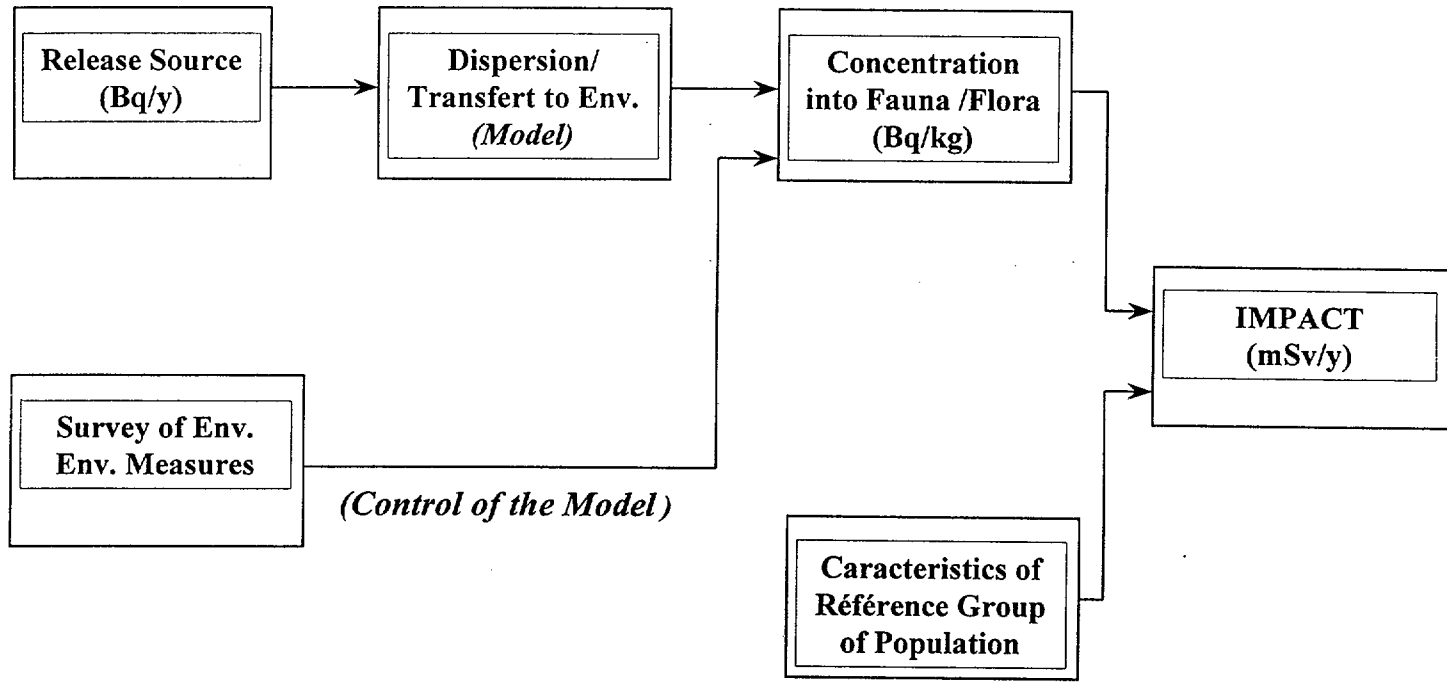 Release Source
(Bq/y)
Dispersion/
Transfert to Env.
(Model)
Concentration
into Fauna /Flora
(Bq/kg)
IMPACT
(mSv/y)
Survey of Env.
Env. Measures
(Control of the Model)
Caracteristics of
Référence Group
of Population